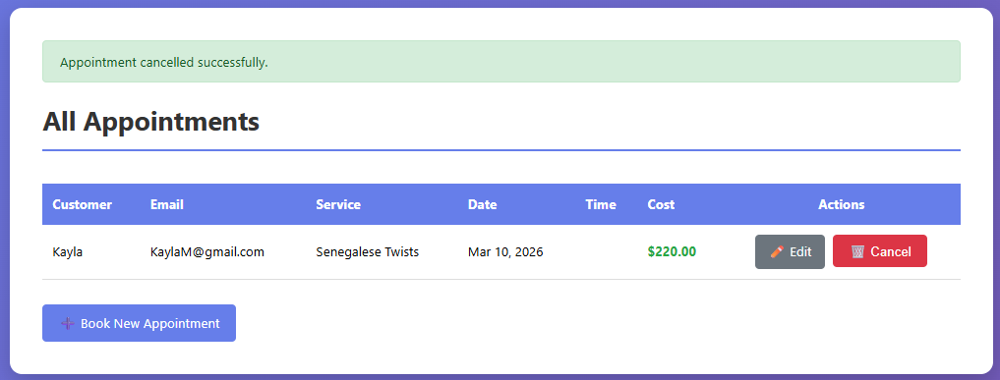 Appointment cancelled successfully.
All Appointments
Customer Email Service Date Time Cost Actions
Kayla KaylaM@gmail.com Senegalese Twists Mar 10, 2026 $220.00 Edit Cancel
Book New Appointment